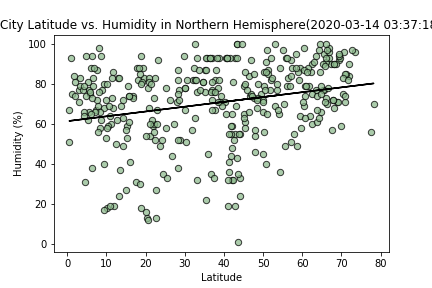 City Latitude vs. Humidity in Northern Hemisphere(2020-03-14 03:37:18
100
80
60
40
20
0
Humidity (%)
0 10 20 30 40 50 60 70 80
Latitude